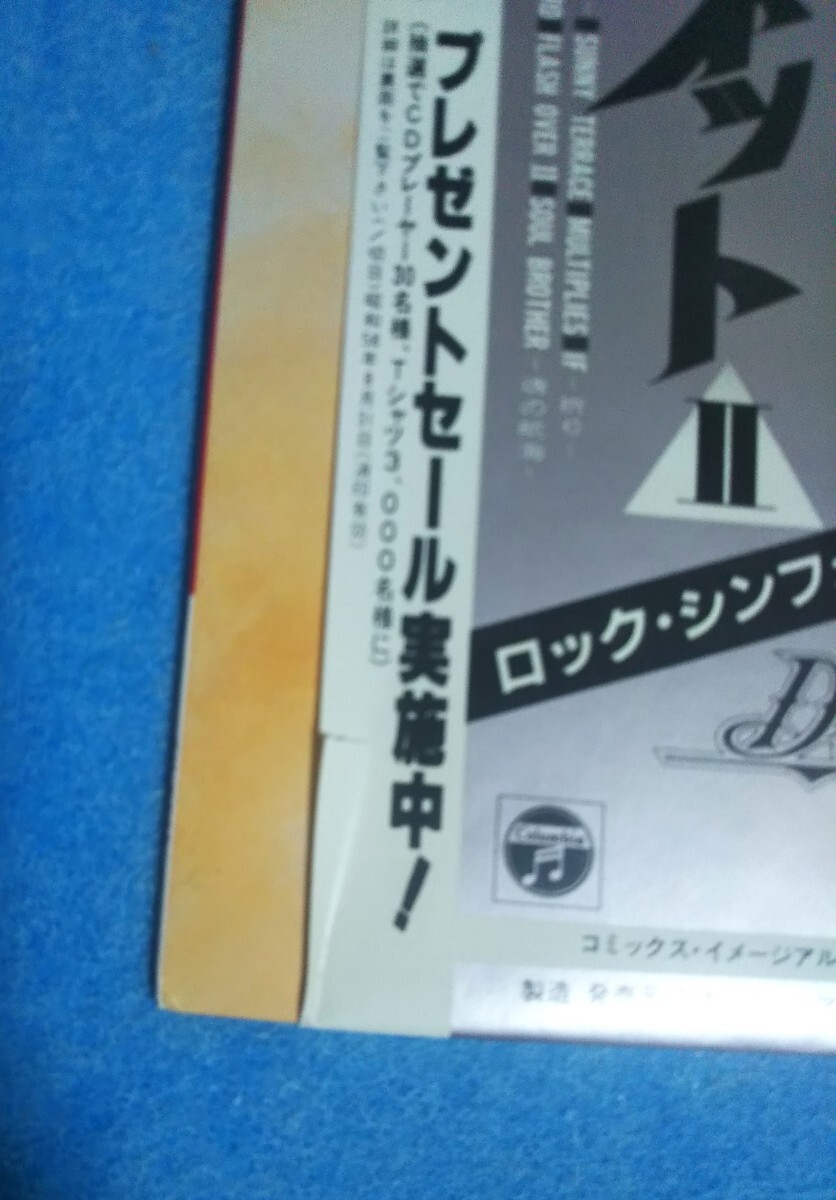 SUNNY TERRACE MULTIPLIES IF
FLASH OVER II SOUL BROTHER
ット
II
ロック・シンフ
プレゼントセール実施中!
(抽選でCDプレーヤー30名様、T-シャツ3,000名様に)
Columbia
コミックス・イメージアル
製造 発売